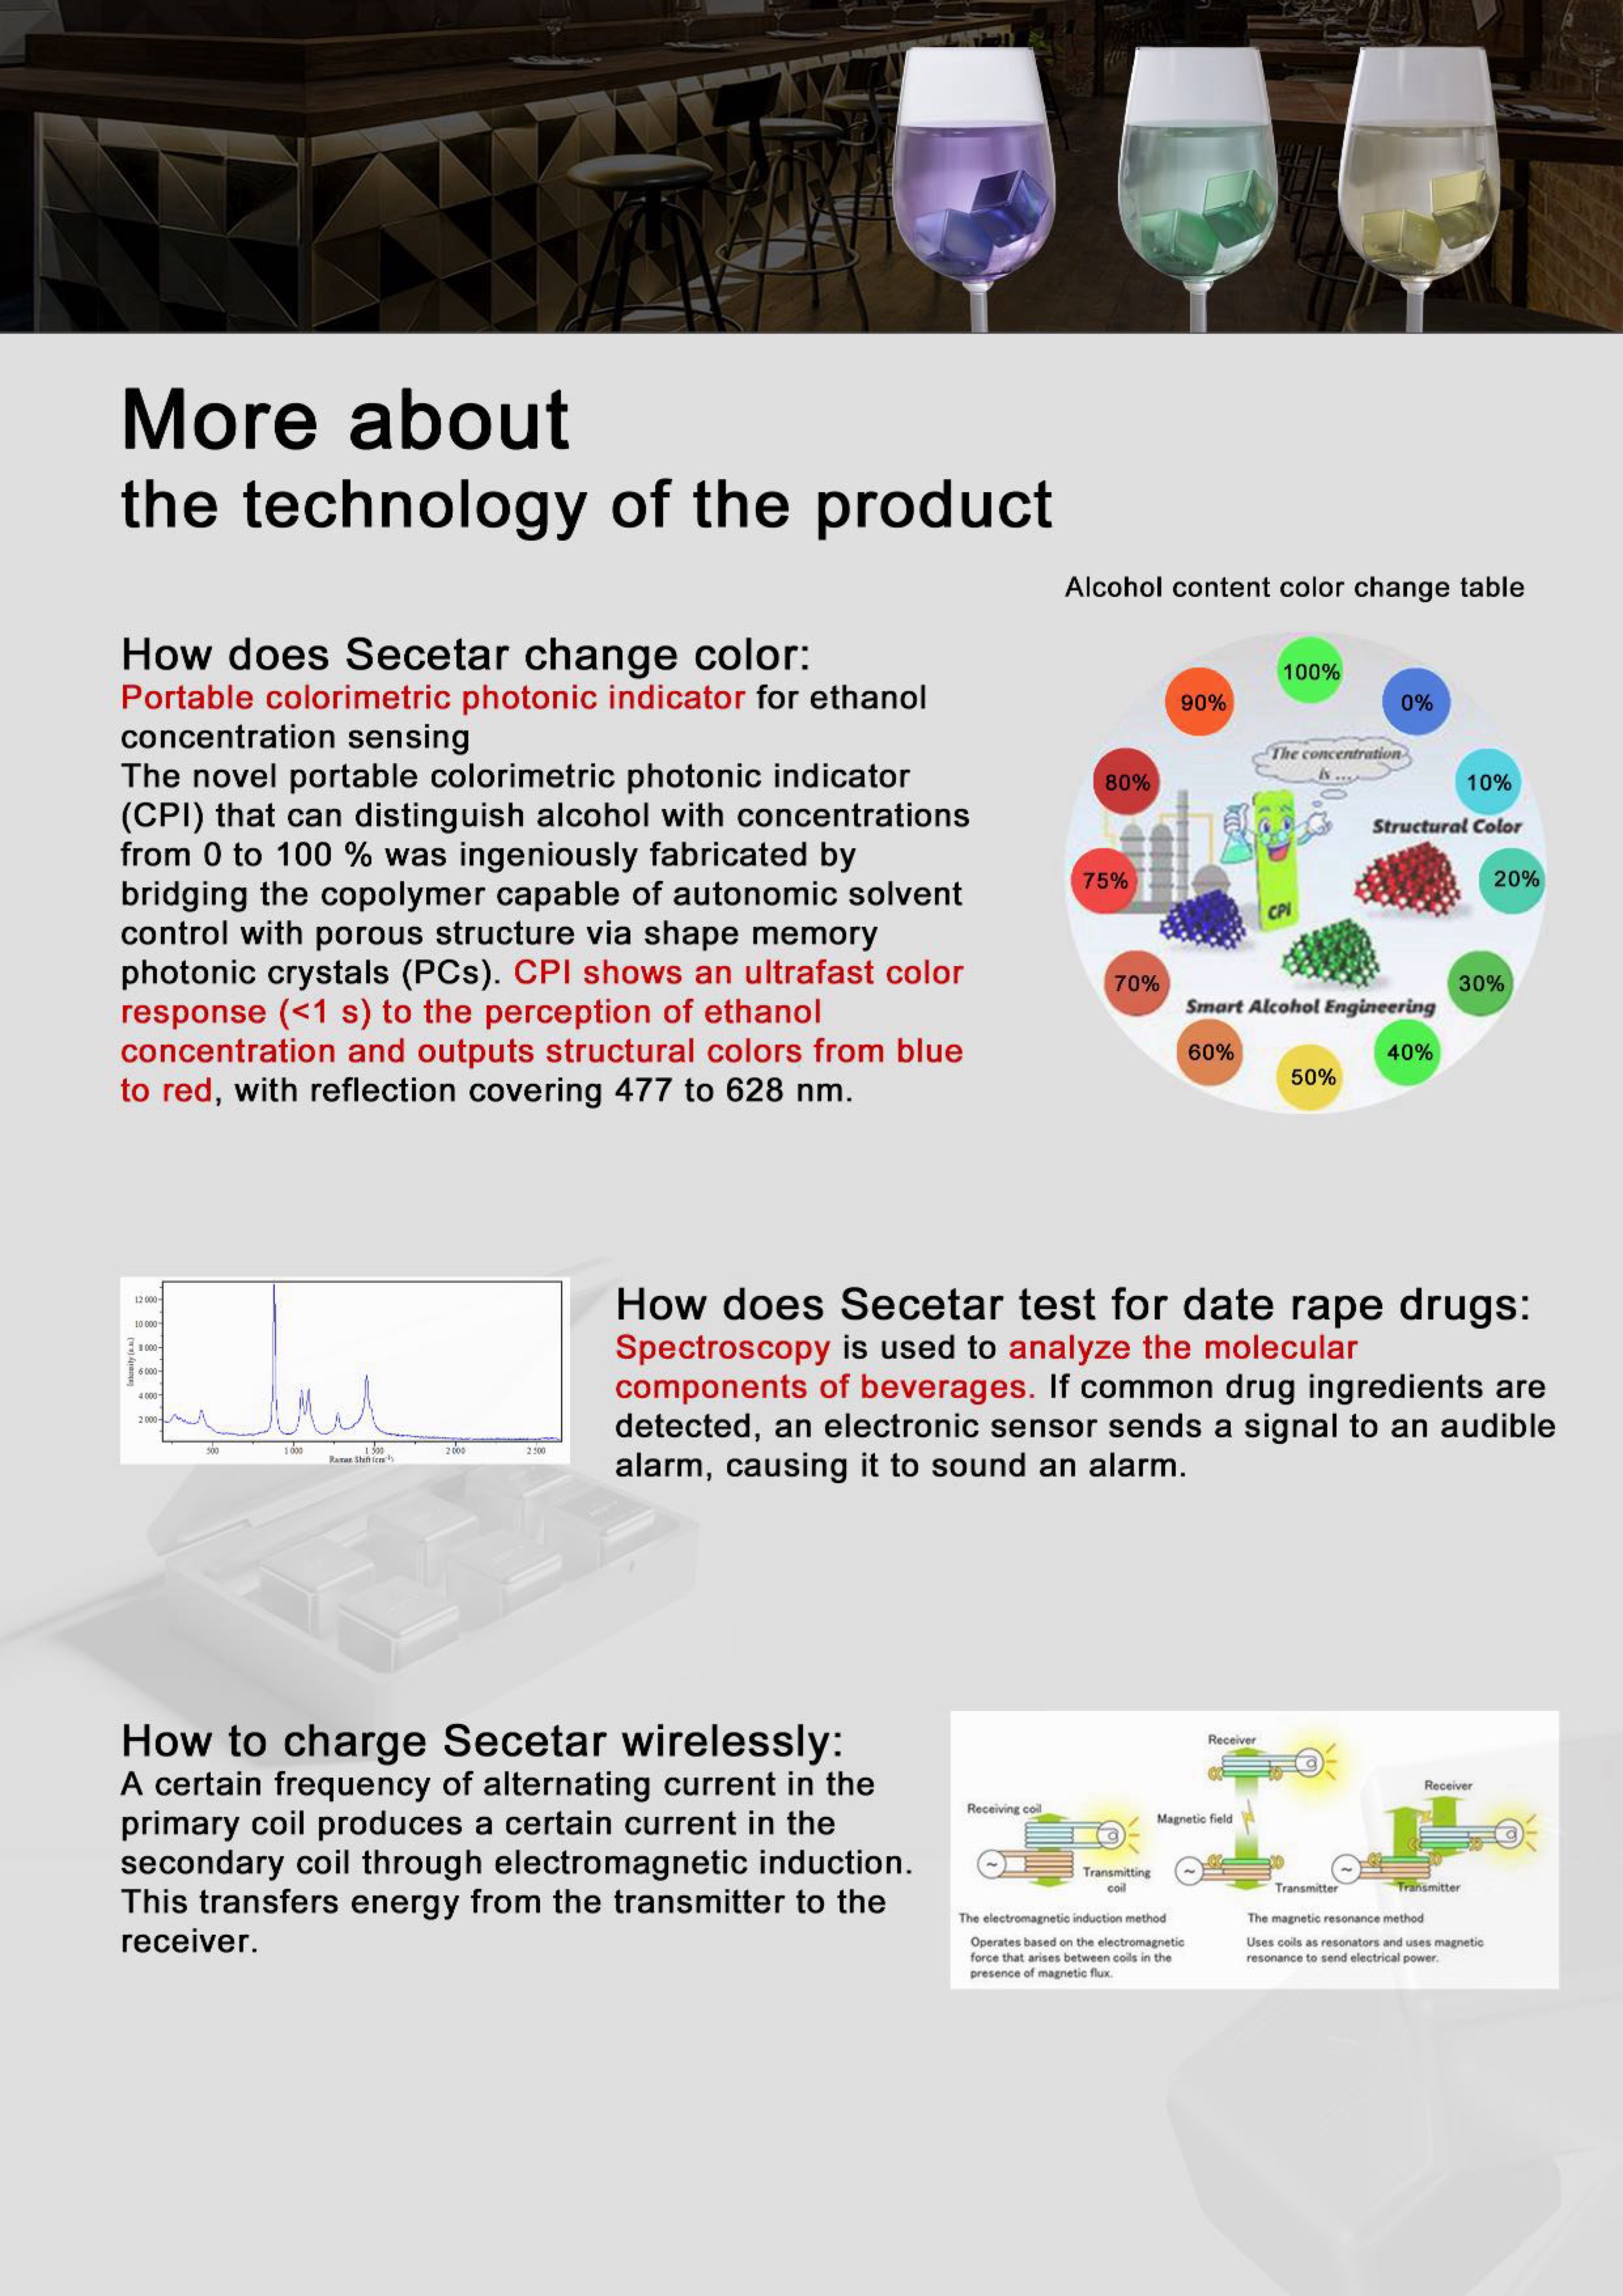 More about
the technology of the product
Alcohol content color change table
How does Secetar change color:
Portable colorimetric photonic indicator for ethanol
concentration sensing
The novel portable colorimetric photonic indicator
(CPI) that can distinguish alcohol with concentrations
from 0 to 100 % was ingeniously fabricated by
bridging the copolymer capable of autonomic solvent
control with porous structure via shape memory
photonic crystals (PCs). CPI shows an ultrafast color
response (<1 s) to the perception of ethanol
concentration and outputs structural colors from blue
to red, with reflection covering 477 to 628 nm.
100%
90%
0%
The concentration
is ...
80%
10%
Structural Color
75%
20%
CPI
70%
30%
Smart Alcohol Engineering
60%
40%
50%
12 000
10 000
8 000
6 000
4 000
2 000
Intensity (a.u.)
500
1 000
1 500
2 000
2 500
Raman Shift (cm-1)
How does Secetar test for date rape drugs:
Spectroscopy is used to analyze the molecular
components of beverages. If common drug ingredients are
detected, an electronic sensor sends a signal to an audible
alarm, causing it to sound an alarm.
How to charge Secetar wirelessly:
A certain frequency of alternating current in the
primary coil produces a certain current in the
secondary coil through electromagnetic induction.
This transfers energy from the transmitter to the
receiver.
Receiver
Receiver
Receiving coil
Magnetic field
Transmitting
coil
Transmitter
Transmitter
The electromagnetic induction method
Operates based on the electromagnetic
force that arises between coils in the
presence of magnetic flux.
The magnetic resonance method
Uses coils as resonators and uses magnetic
resonance to send electrical power.